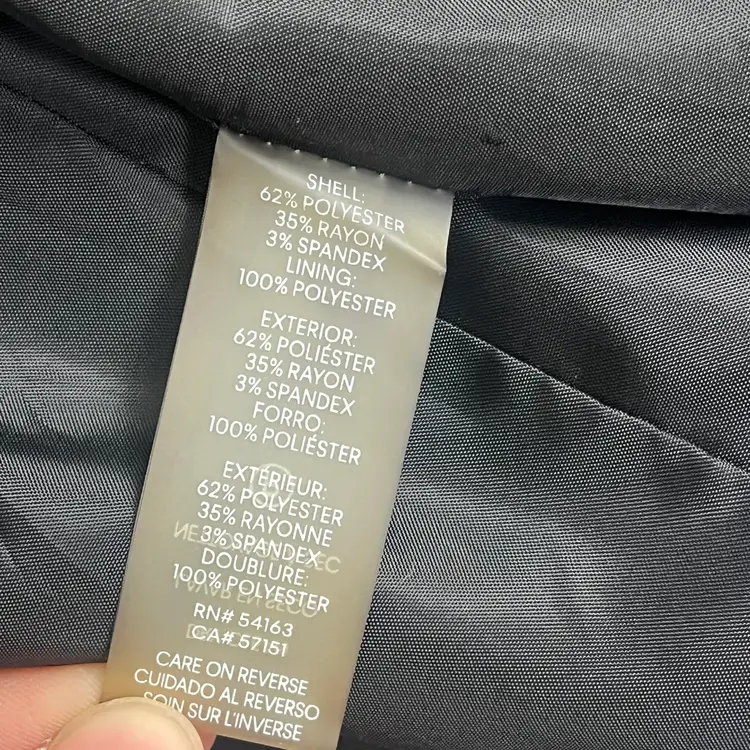 SHELL:
62% POLYESTER
35% RAYON
3% SPANDEX
LINING:
100% POLYESTER
EXTERIOR:
62% POLIÉSTER
35% RAYON
3% SPANDEX
FORRO:
100% POLIÉSTER
EXTÉRIEUR:
62% POLYESTER
35% RAYONNE
3% SPANDEX
DOUBLURE:
100% POLYESTER
RN# 54163
CA# 57151
CARE ON REVERSE
CUIDADO AL REVERSO
SOIN SUR L'INVERSE